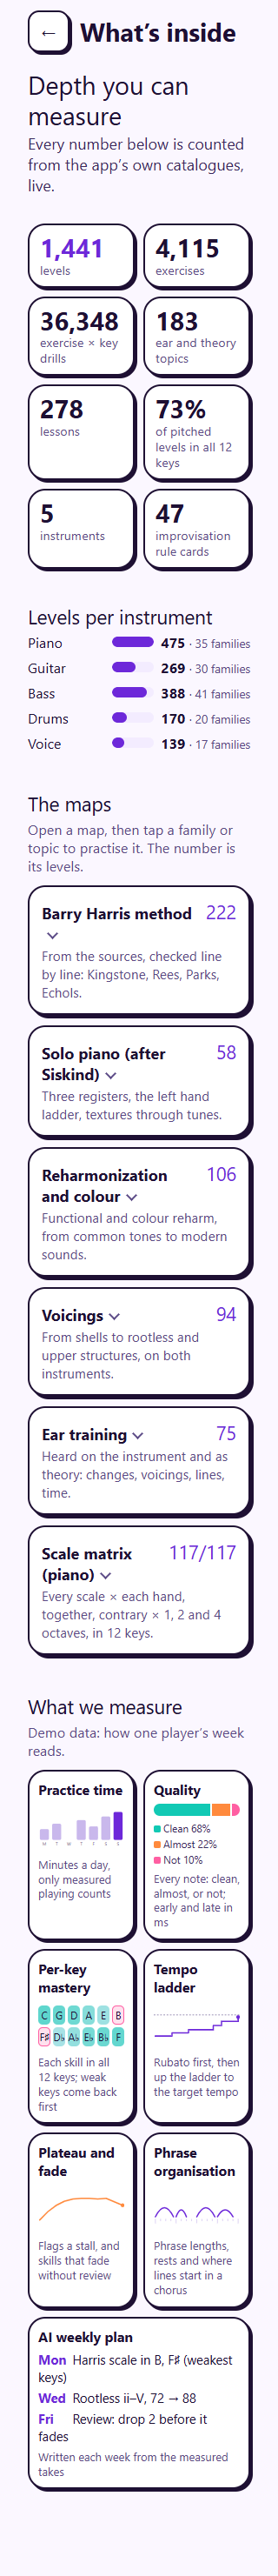 ← What's inside
Depth you can
measure
Every number below is counted
from the app's own catalogues,
live.
1,441
levels
4,115
exercises
36,348
exercise × key
drills
183
ear and theory
topics
278
lessons
73%
of pitched
levels in all 12
keys
5
instruments
47
improvisation
rule cards
Levels per instrument
Piano 475 · 35 families
Guitar 269 · 30 families
Bass 388 · 41 families
Drums 170 · 20 families
Voice 139 · 17 families
The maps
Open a map, then tap a family or
topic to practise it. The number is
its levels.
Barry Harris method 222
From the sources, checked line
by line: Kingstone, Rees, Parks,
Echols.
Solo piano (after 58
Siskind)
Three registers, the left hand
ladder, textures through tunes.
Reharmonization 106
and colour
Functional and colour reharm,
from common tones to modern
sounds.
Voicings 94
From shells to rootless and
upper structures, on both
instruments.
Ear training 75
Heard on the instrument and as
theory: changes, voicings, lines,
time.
Scale matrix 117/117
(piano)
Every scale × each hand,
together, contrary × 1, 2 and 4
octaves, in 12 keys.
What we measure
Demo data: how one player's week
reads.
Practice time
M T W T F S S
Minutes a day,
only measured
playing counts
Quality
Clean 68%
Almost 22%
Not 10%
Every note: clean,
almost, or not;
early and late in
ms
Per-key
mastery
C G D A E B
F♯ D♭ A♭ E♭ B♭ F
Each skill in all
12 keys; weak
keys come back
first
Tempo
ladder
Rubato first, then
up the ladder to
the target tempo
Plateau and
fade
Flags a stall, and
skills that fade
without review
Phrase
organisation
Phrase lengths,
rests and where
lines start in a
chorus
AI weekly plan
Mon Harris scale in B, F♯ (weakest
keys)
Wed Rootless ii–V, 72 → 88
Fri Review: drop 2 before it
fades
Written each week from the measured
takes